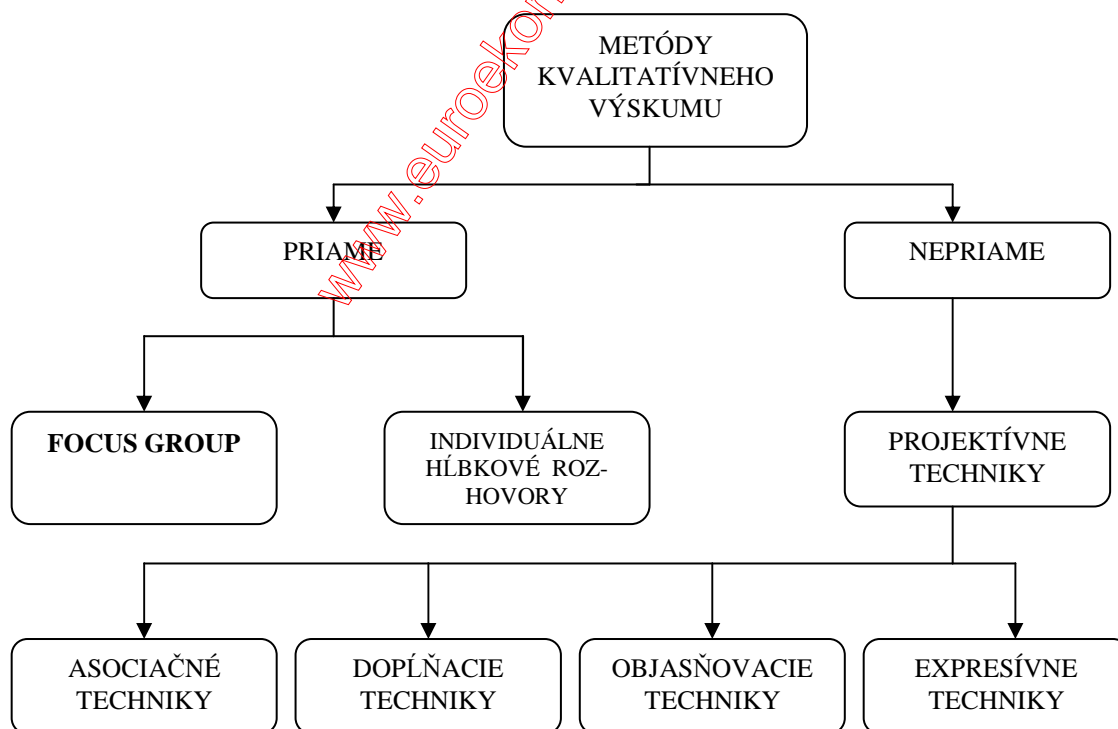 METÓDY
KVALITATÍVNEHO
VÝSKUMU
www.euroekon
PRIAME
NEPRIAME
FOCUS GROUP
INDIVIDUÁLNE
HĹBKOVÉ ROZ-
HOVORY
PROJEKTÍVNE
TECHNIKY
ASOCIAČNÉ
TECHNIKY
DOPĹŇACIE
TECHNIKY
OBJASŇOVACIE
TECHNIKY
EXPRESÍVNE
TECHNIKY